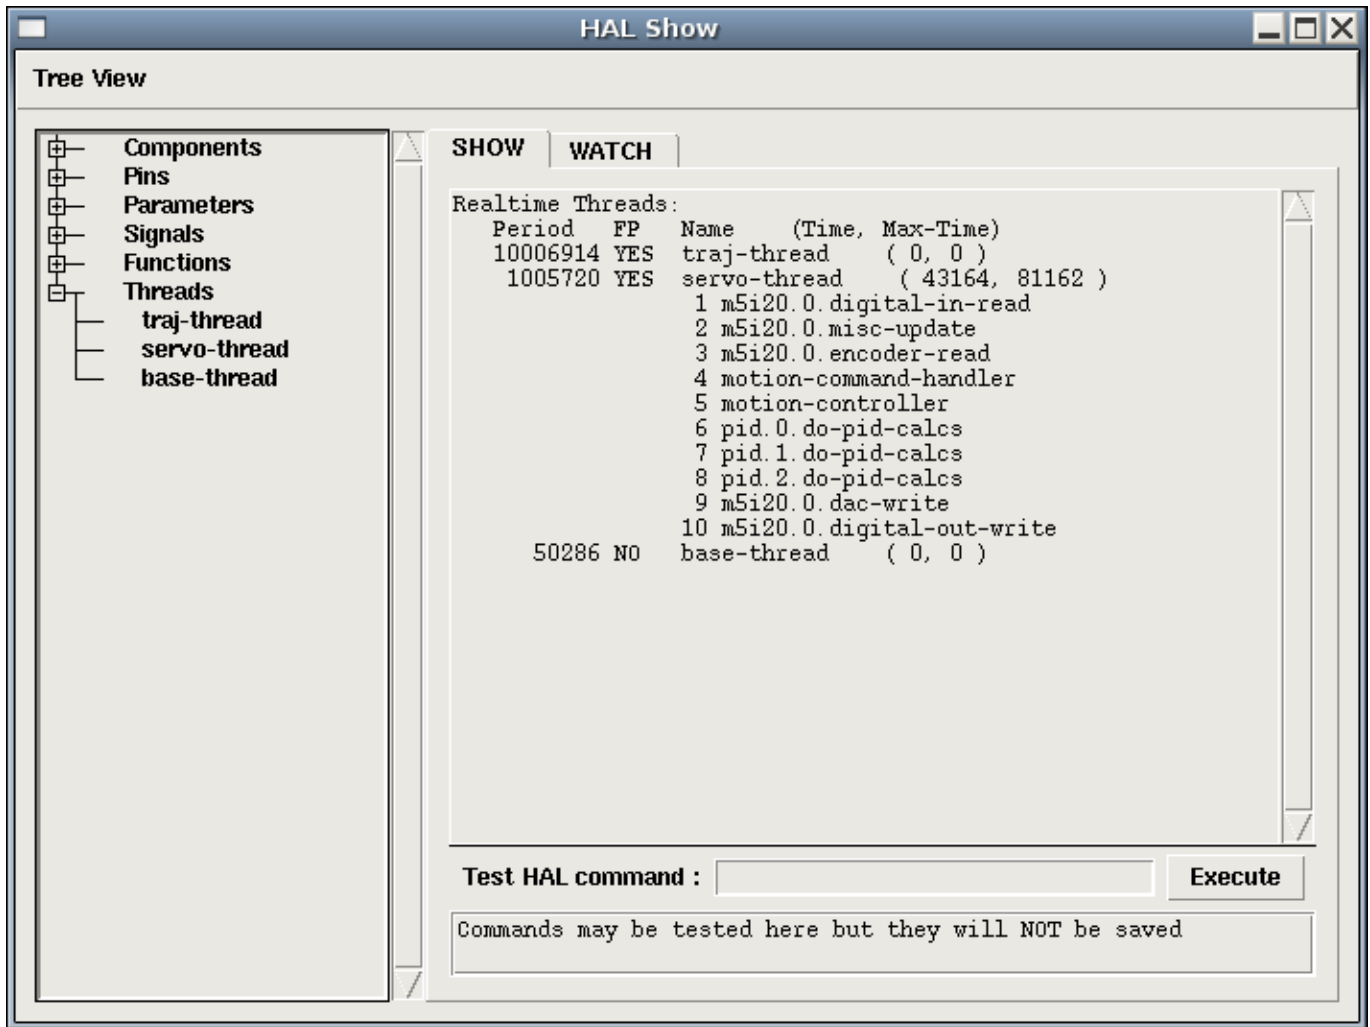 HAL Show
Tree View
Components
Pins
Parameters
Signals
Functions
Threads
traj-thread
servo-thread
base-thread
SHOW WATCH
Realtime Threads:
Period FP Name (Time, Max-Time)
10006914 YES traj-thread ( 0, 0 )
1005720 YES servo-thread ( 43164, 81162 )
1 m5i20.0.digital-in-read
2 m5i20.0.misc-update
3 m5i20.0.encoder-read
4 motion-command-handler
5 motion-controller
6 pid.0.do-pid-calcs
7 pid.1.do-pid-calcs
8 pid.2.do-pid-calcs
9 m5i20.0.dac-write
10 m5i20.0.digital-out-write
50286 NO base-thread ( 0, 0 )
Test HAL command : Execute
Commands may be tested here but they will NOT be saved